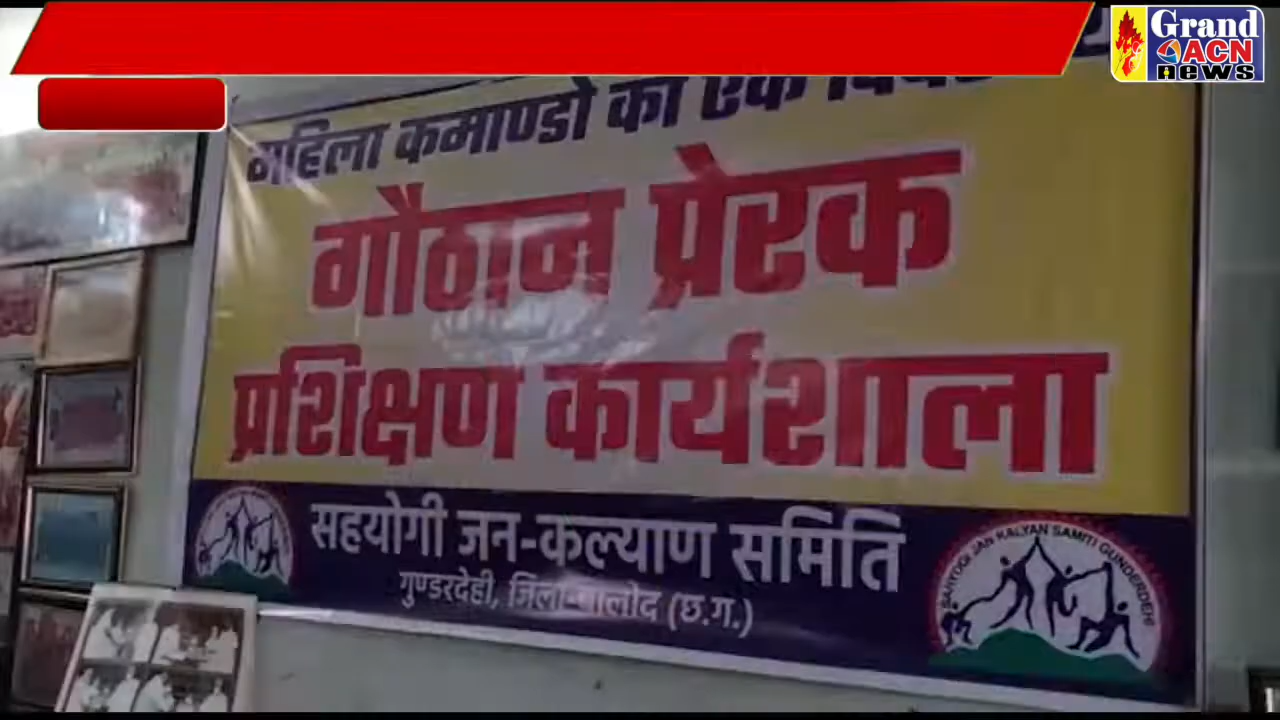 Grand
ACN
news
महिला कमाण्डो का एक
गौठान प्रेरक
प्रशिक्षण कार्यशाला
सहयोगी जन-कल्याण समिति
गुण्डरदेही, जिला-बालोद (छ.ग.)
SAHYOGI JAN KALYAN SAMITI GUNDERDEHI